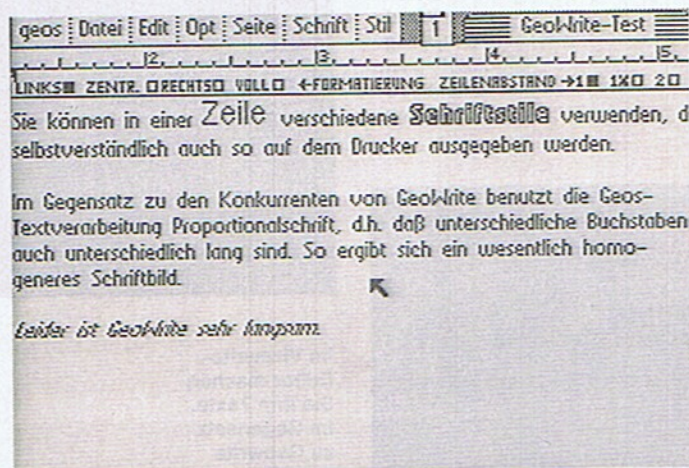 geos Datei Edit Opt Seite Schrift Stil 1 GeoWrite-Test
2 3 4 5
LINKS ZENTR. RECHTS VOLL ←FORMATIERUNG ZEILENABSTAND →1 1½ 2
Sie können in einer Zeile verschiedene Schriftstile verwenden, d
selbstverständlich auch so auf dem Drucker ausgegeben werden.
Im Gegensatz zu den Konkurrenten von GeoWrite benutzt die Geos-
Textverarbeitung Proportionalschrift, d.h. daß unterschiedliche Buchstaben
auch unterschiedlich lang sind. So ergibt sich ein wesentlich homo-
generes Schriftbild.
Leider ist GeoWrite sehr langsam.